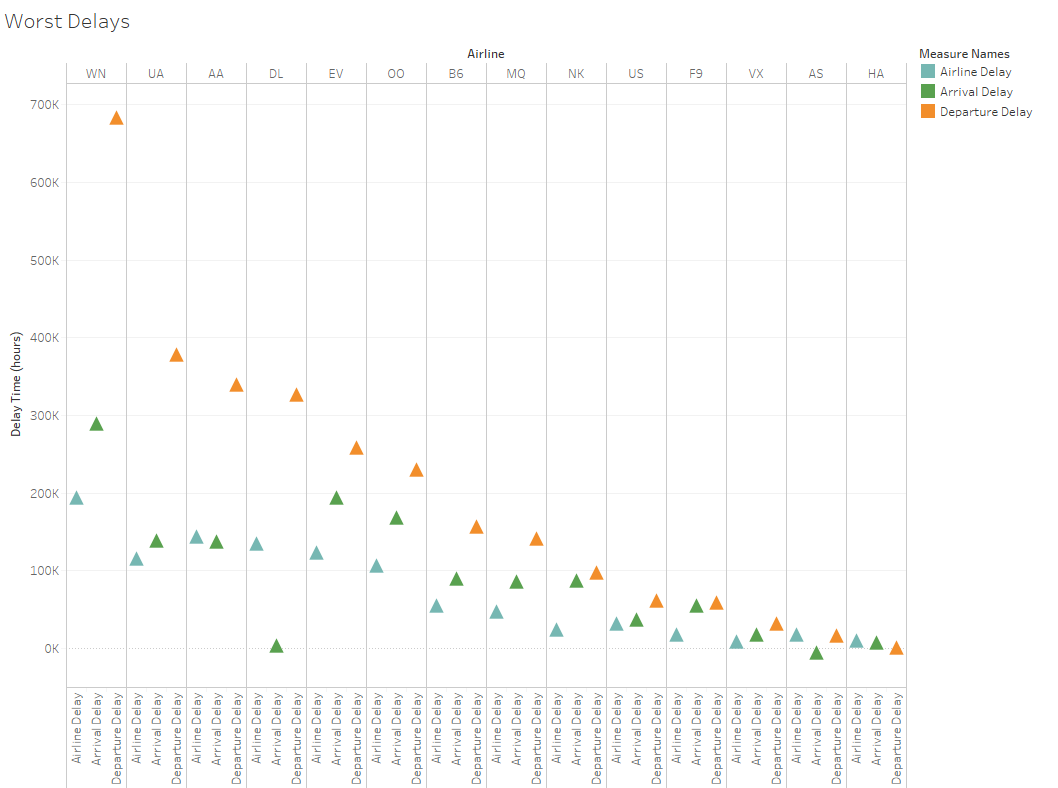 Worst Delays
Airline
WN UA AA DL EV OO B6 MQ NK US F9 VX AS HA
Measure Names
Airline Delay
Arrival Delay
Departure Delay
Delay Time (hours)
700K
600K
500K
400K
300K
200K
100K
0K
Airline Delay
Arrival Delay
Departure Delay
Airline Delay
Arrival Delay
Departure Delay
Airline Delay
Arrival Delay
Departure Delay
Airline Delay
Arrival Delay
Departure Delay
Airline Delay
Arrival Delay
Departure Delay
Airline Delay
Arrival Delay
Departure Delay
Airline Delay
Arrival Delay
Departure Delay
Airline Delay
Arrival Delay
Departure Delay
Airline Delay
Arrival Delay
Departure Delay
Airline Delay
Arrival Delay
Departure Delay
Airline Delay
Arrival Delay
Departure Delay
Airline Delay
Arrival Delay
Departure Delay
Airline Delay
Arrival Delay
Departure Delay
Airline Delay
Arrival Delay
Departure Delay